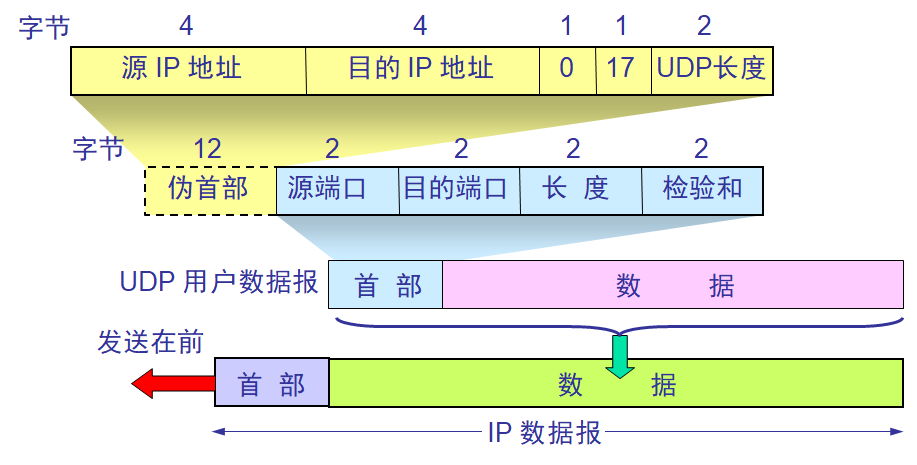 字节 4 4 1 1 2
源 IP 地址 目的 IP 地址 0 17 UDP长度
字节 12 2 2 2 2
伪首部 源端口 目的端口 长 度 检验和
UDP 用户数据报 首 部 数 据
发送在前
首 部 数 据
IP 数据报